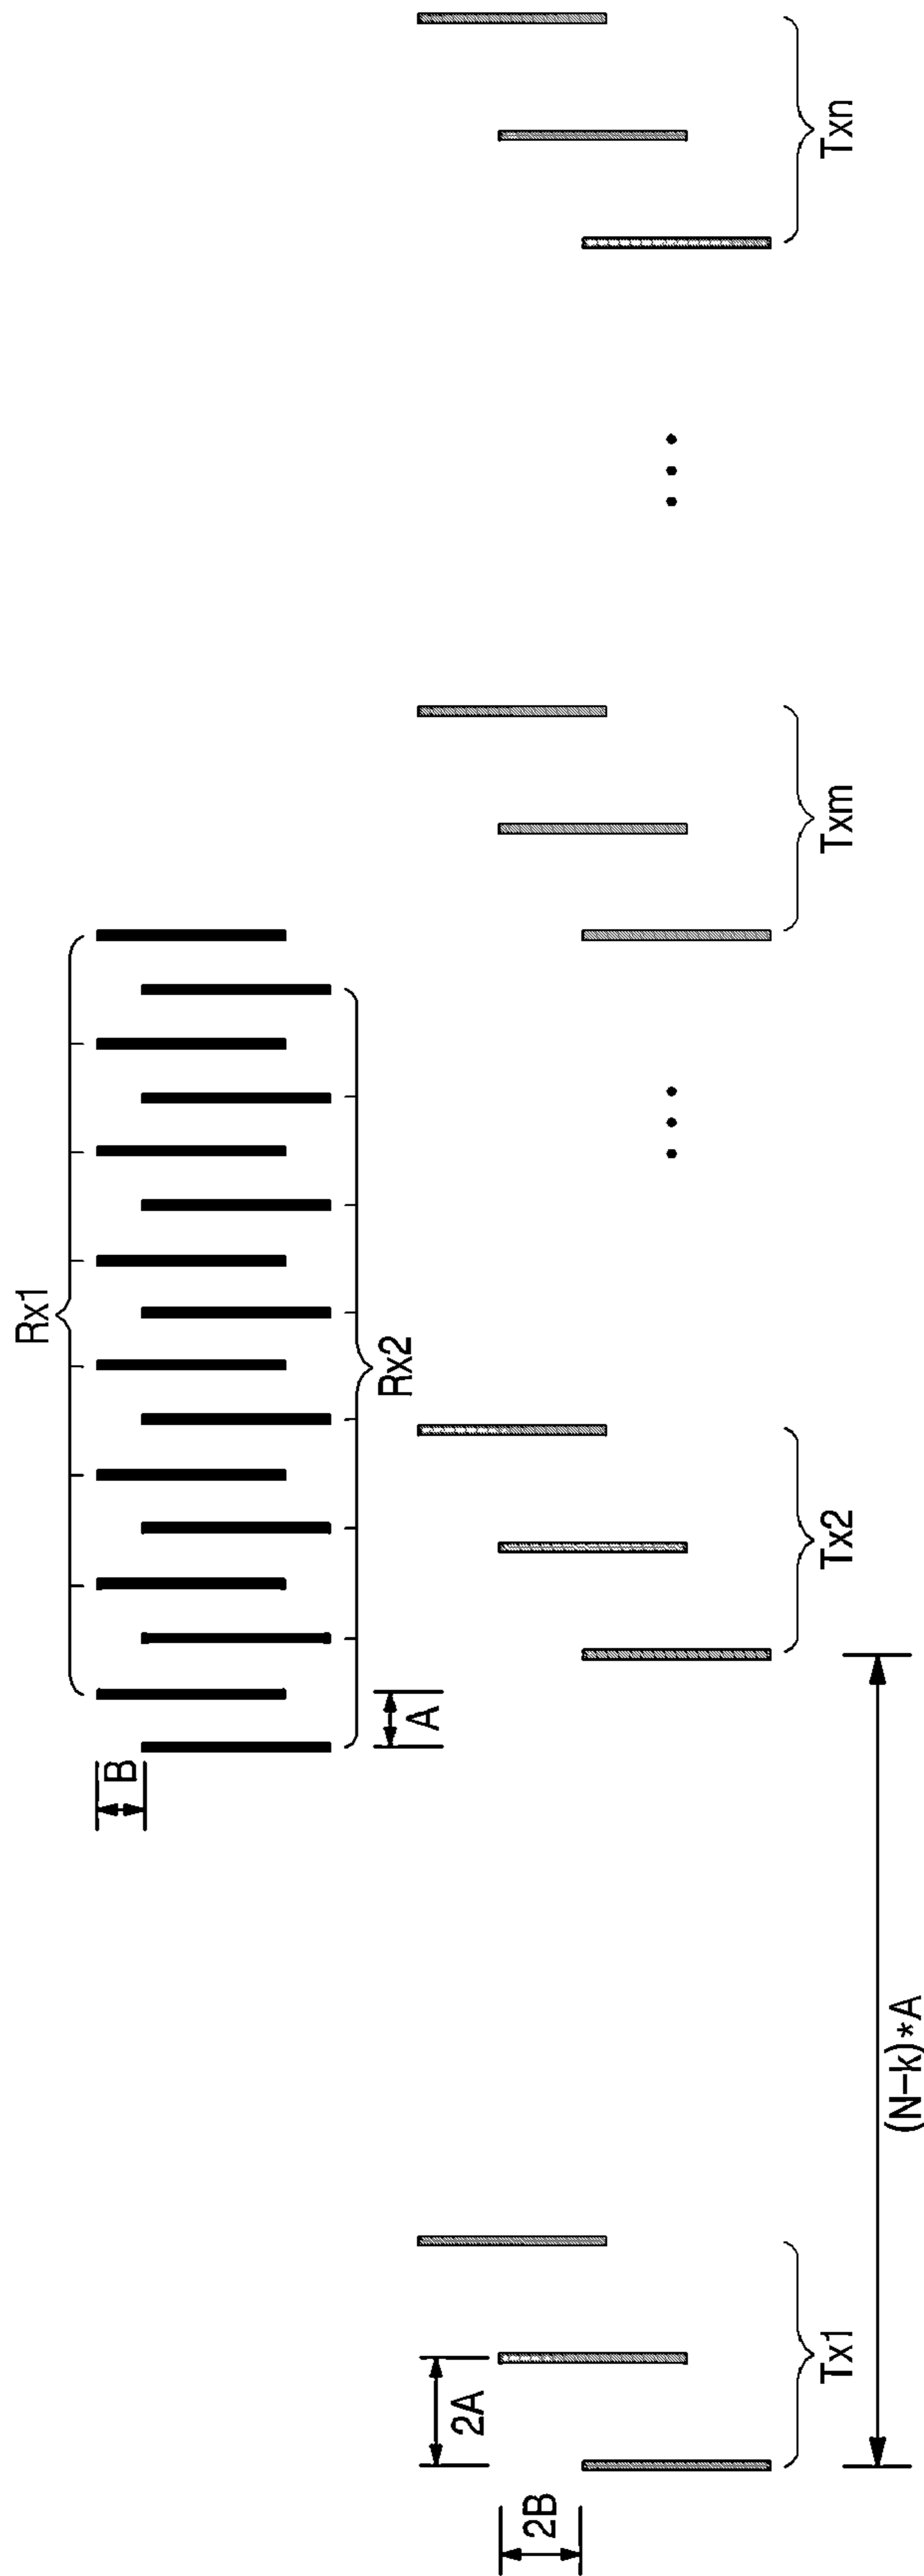 Rx1
B
A
Rx2
2B
2A
Tx1
Tx2
Txm
Txn
(N-k)*A